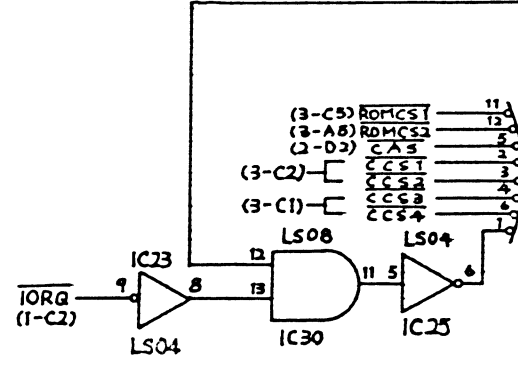 (3-C5) ROMCS1 11
(3-A8) ROMCS2 12
(2-D2) CAS 5
(3-C2) CCS1 2
CCS2 3
(3-C1) CCS3 4
CCS4 6
1
LS08
LS04
IC23
12
9 8 13 11 5 6
IORQ
(1-C2)
LS04
IC30
IC25